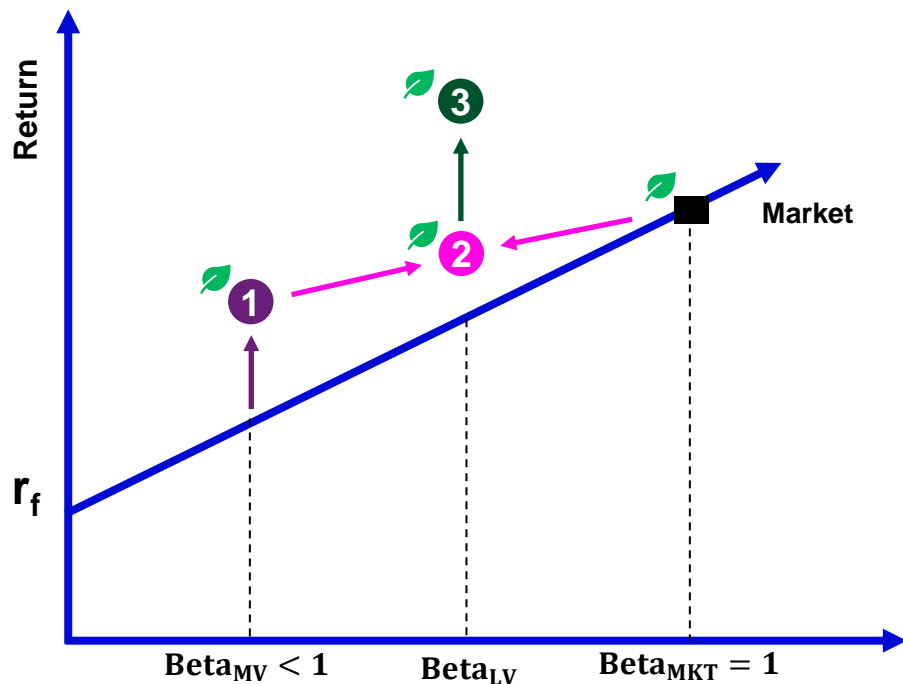 Return
3
2
1
Market
r_f
Beta_MV < 1
Beta_LV
Beta_MKT = 1